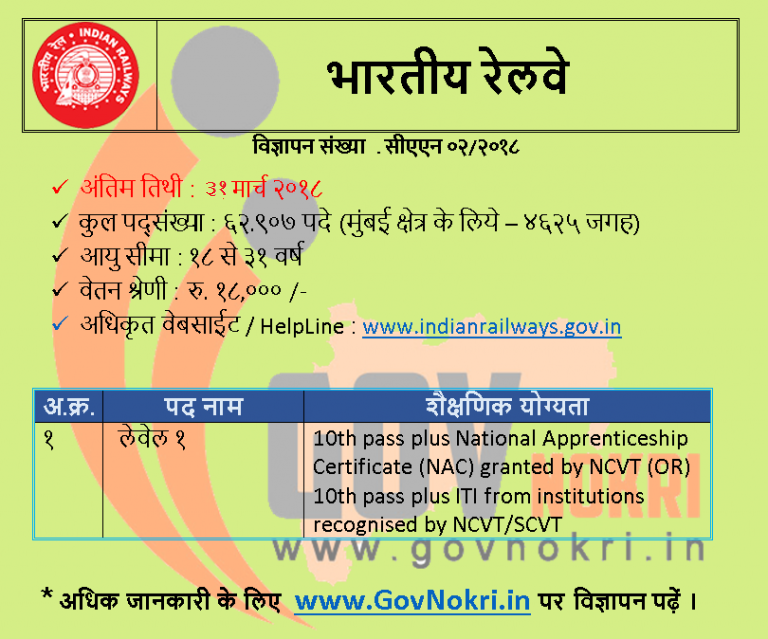 भारतीय रेल • INDIAN RAILWAYS
भारतीय रेलवे
विज्ञापन संख्या . सीएएन ०२/२०१८
✓ अंतिम तिथी : ३१ मार्च २०१८
✓ कुल पद्संख्या : ६२.९०७ पदे (मुंबई क्षेत्र के लिये – ४६२५ जगह)
✓ आयु सीमा : १८ से ३१ वर्ष
✓ वेतन श्रेणी : रु. १८,००० /-
✓ अधिकृत वेबसाईट / HelpLine : www.indianrailways.gov.in
अ.क्र. पद नाम शैक्षणिक योग्यता
१ लेवेल १ 10th pass plus National Apprenticeship
Certificate (NAC) granted by NCVT (OR)
10th pass plus ITI from institutions
recognised by NCVT/SCVT
GOV NOKRI
www.govnokri.in
* अधिक जानकारी के लिए www.GovNokri.in पर विज्ञापन पढ़ें ।